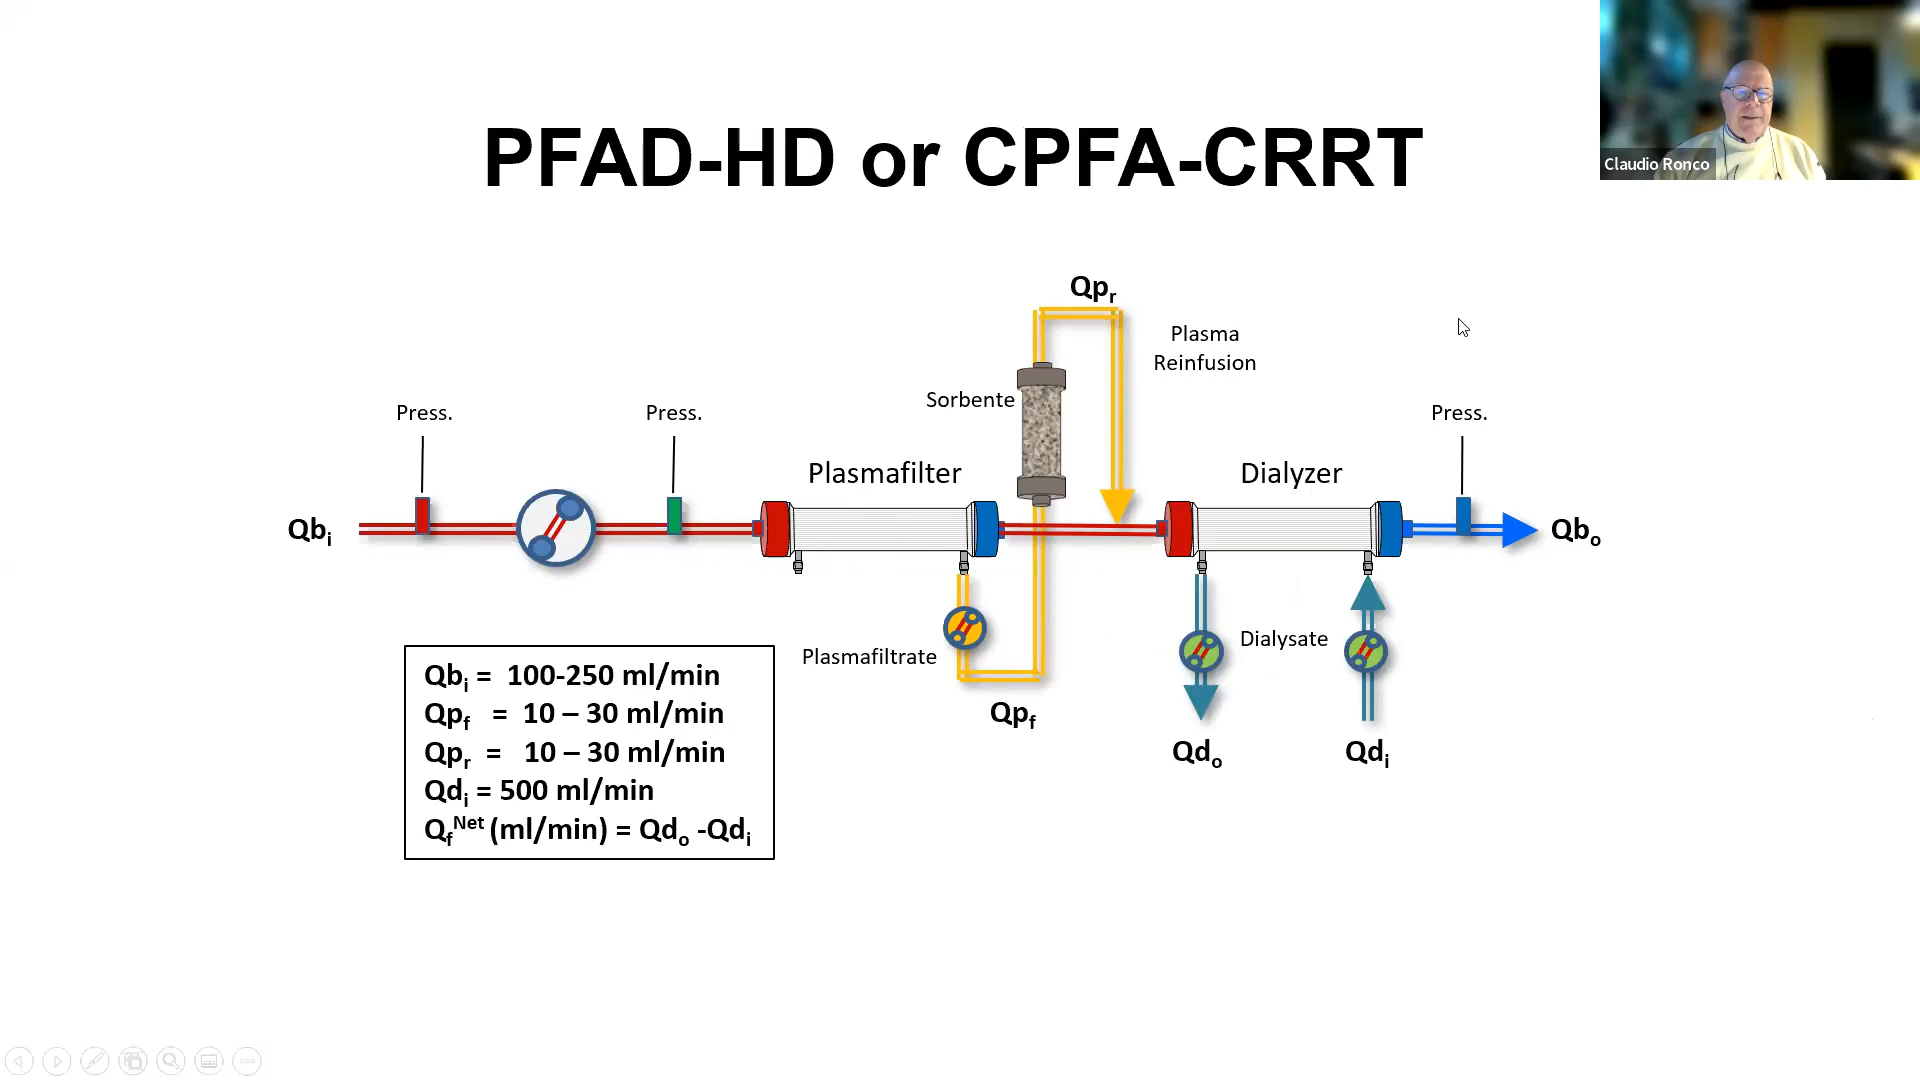 Claudio Ronco
PFAD-HD or CPFA-CRRT
Qpr
Plasma
Reinfusion
Sorbente
Press.
Press.
Press.
Plasmafilter
Dialyzer
Qbi
Qbo
Plasmafiltrate
Dialysate
Qpf
Qdo
Qdi
Qbi = 100-250 ml/min
Qpf = 10 – 30 ml/min
Qpr = 10 – 30 ml/min
Qdi = 500 ml/min
QfNet (ml/min) = Qdo -Qdi